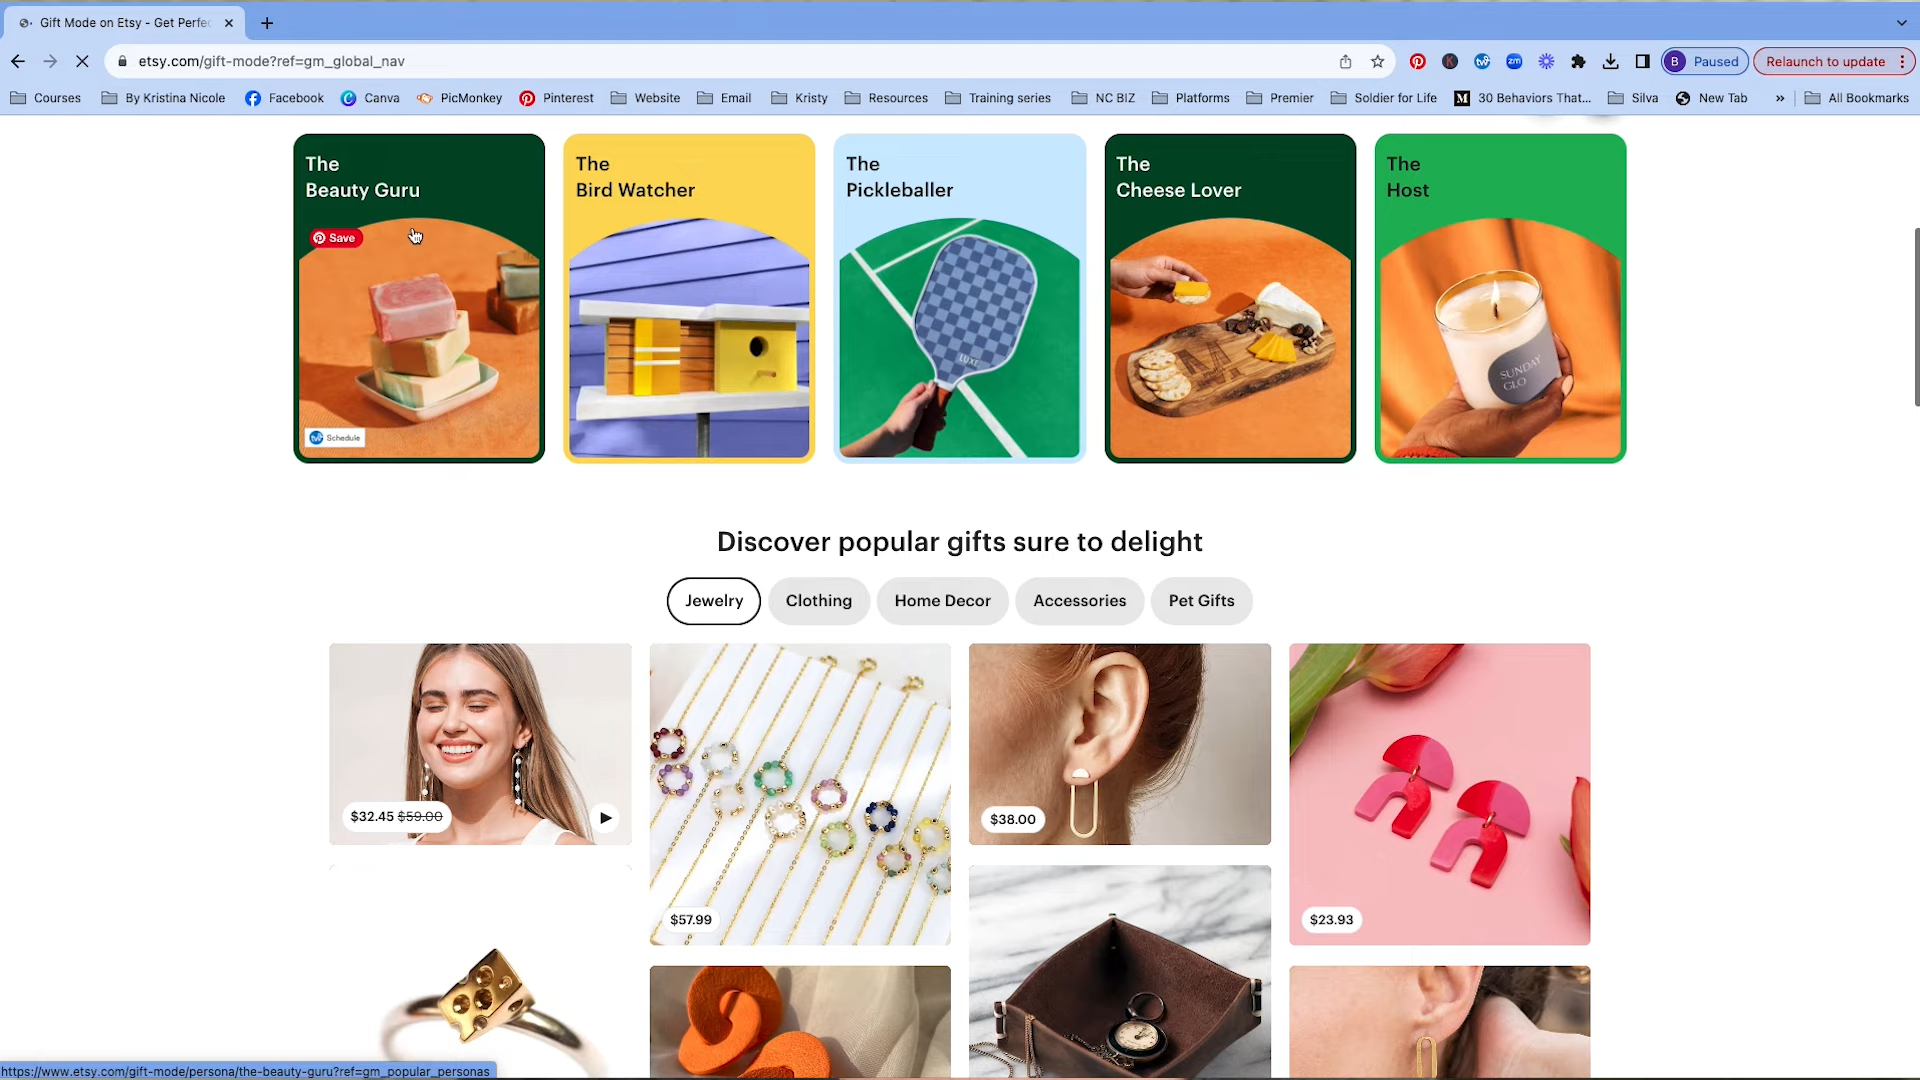 Gift Mode on Etsy - Get Perfec
etsy.com/gift-mode?ref=gm_global_nav
B Paused
Relaunch to update
Courses
By Kristina Nicole
Facebook
Canva
PicMonkey
Pinterest
Website
Email
Kristy
Resources
Training series
NC BIZ
Platforms
Premier
Soldier for Life
M 30 Behaviors That...
Silva
New Tab
»
All Bookmarks
The
Beauty Guru
Save
Schedule
The
Bird Watcher
The
Pickleballer
LUXE
The
Cheese Lover
The
Host
SUNDAY
GLO
Discover popular gifts sure to delight
Jewelry
Clothing
Home Decor
Accessories
Pet Gifts
$32.45 $59.00
$57.99
$38.00
$23.93
https://www.etsy.com/gift-mode/persona/the-beauty-guru?ref=gm_popular_personas